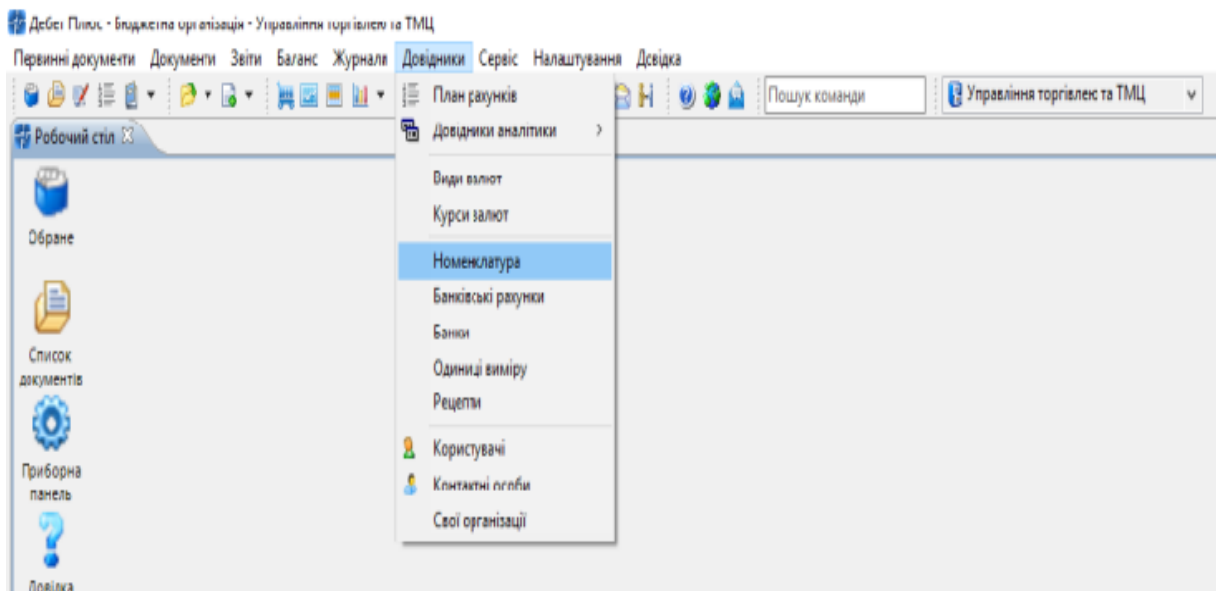 Дебет Плюс - Бюджетна організація - Управління торгівлею та ТМЦ
Первинні документи Документи Звіти Баланс Журнали Довідники Сервіс Налаштування Довідка
Пошук команди Управління торгівлею та ТМЦ
Робочий стіл
План рахунків
Довідники аналітики
Види валют
Курси валют
Номенклатура
Банківські рахунки
Банки
Одиниці виміру
Рецепти
Користувачі
Контактні особи
Свої організації
Обране
Список
документів
Приборна
панель
Довідка